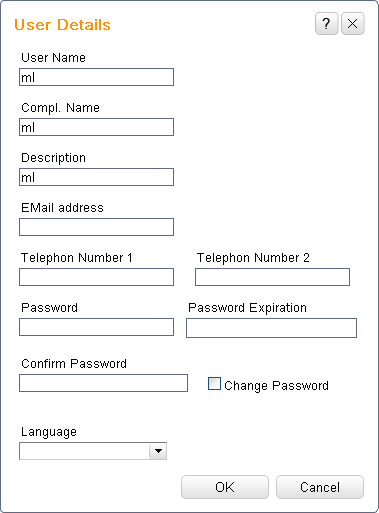 User Details
?
User Name
ml
Compl. Name
ml
Description
ml
EMail address
Telephon Number 1 Telephon Number 2
Password Password Expiration
Confirm Password
Change Password
Language
OK Cancel